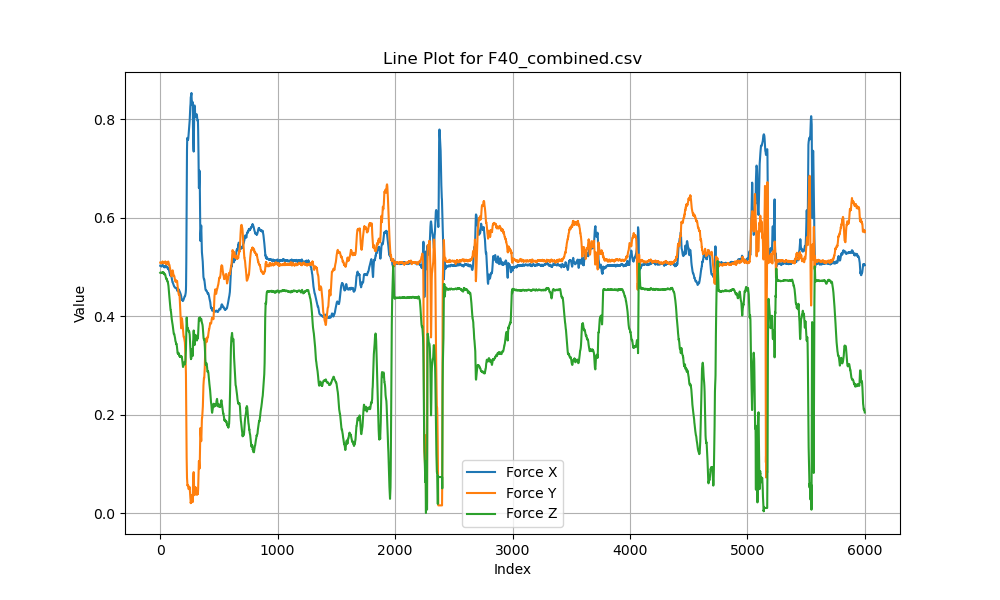 Line Plot for F40_combined.csv
Value
0.8
0.6
0.4
0.2
0.0
Force X
Force Y
Force Z
0 1000 2000 3000 4000 5000 6000
Index